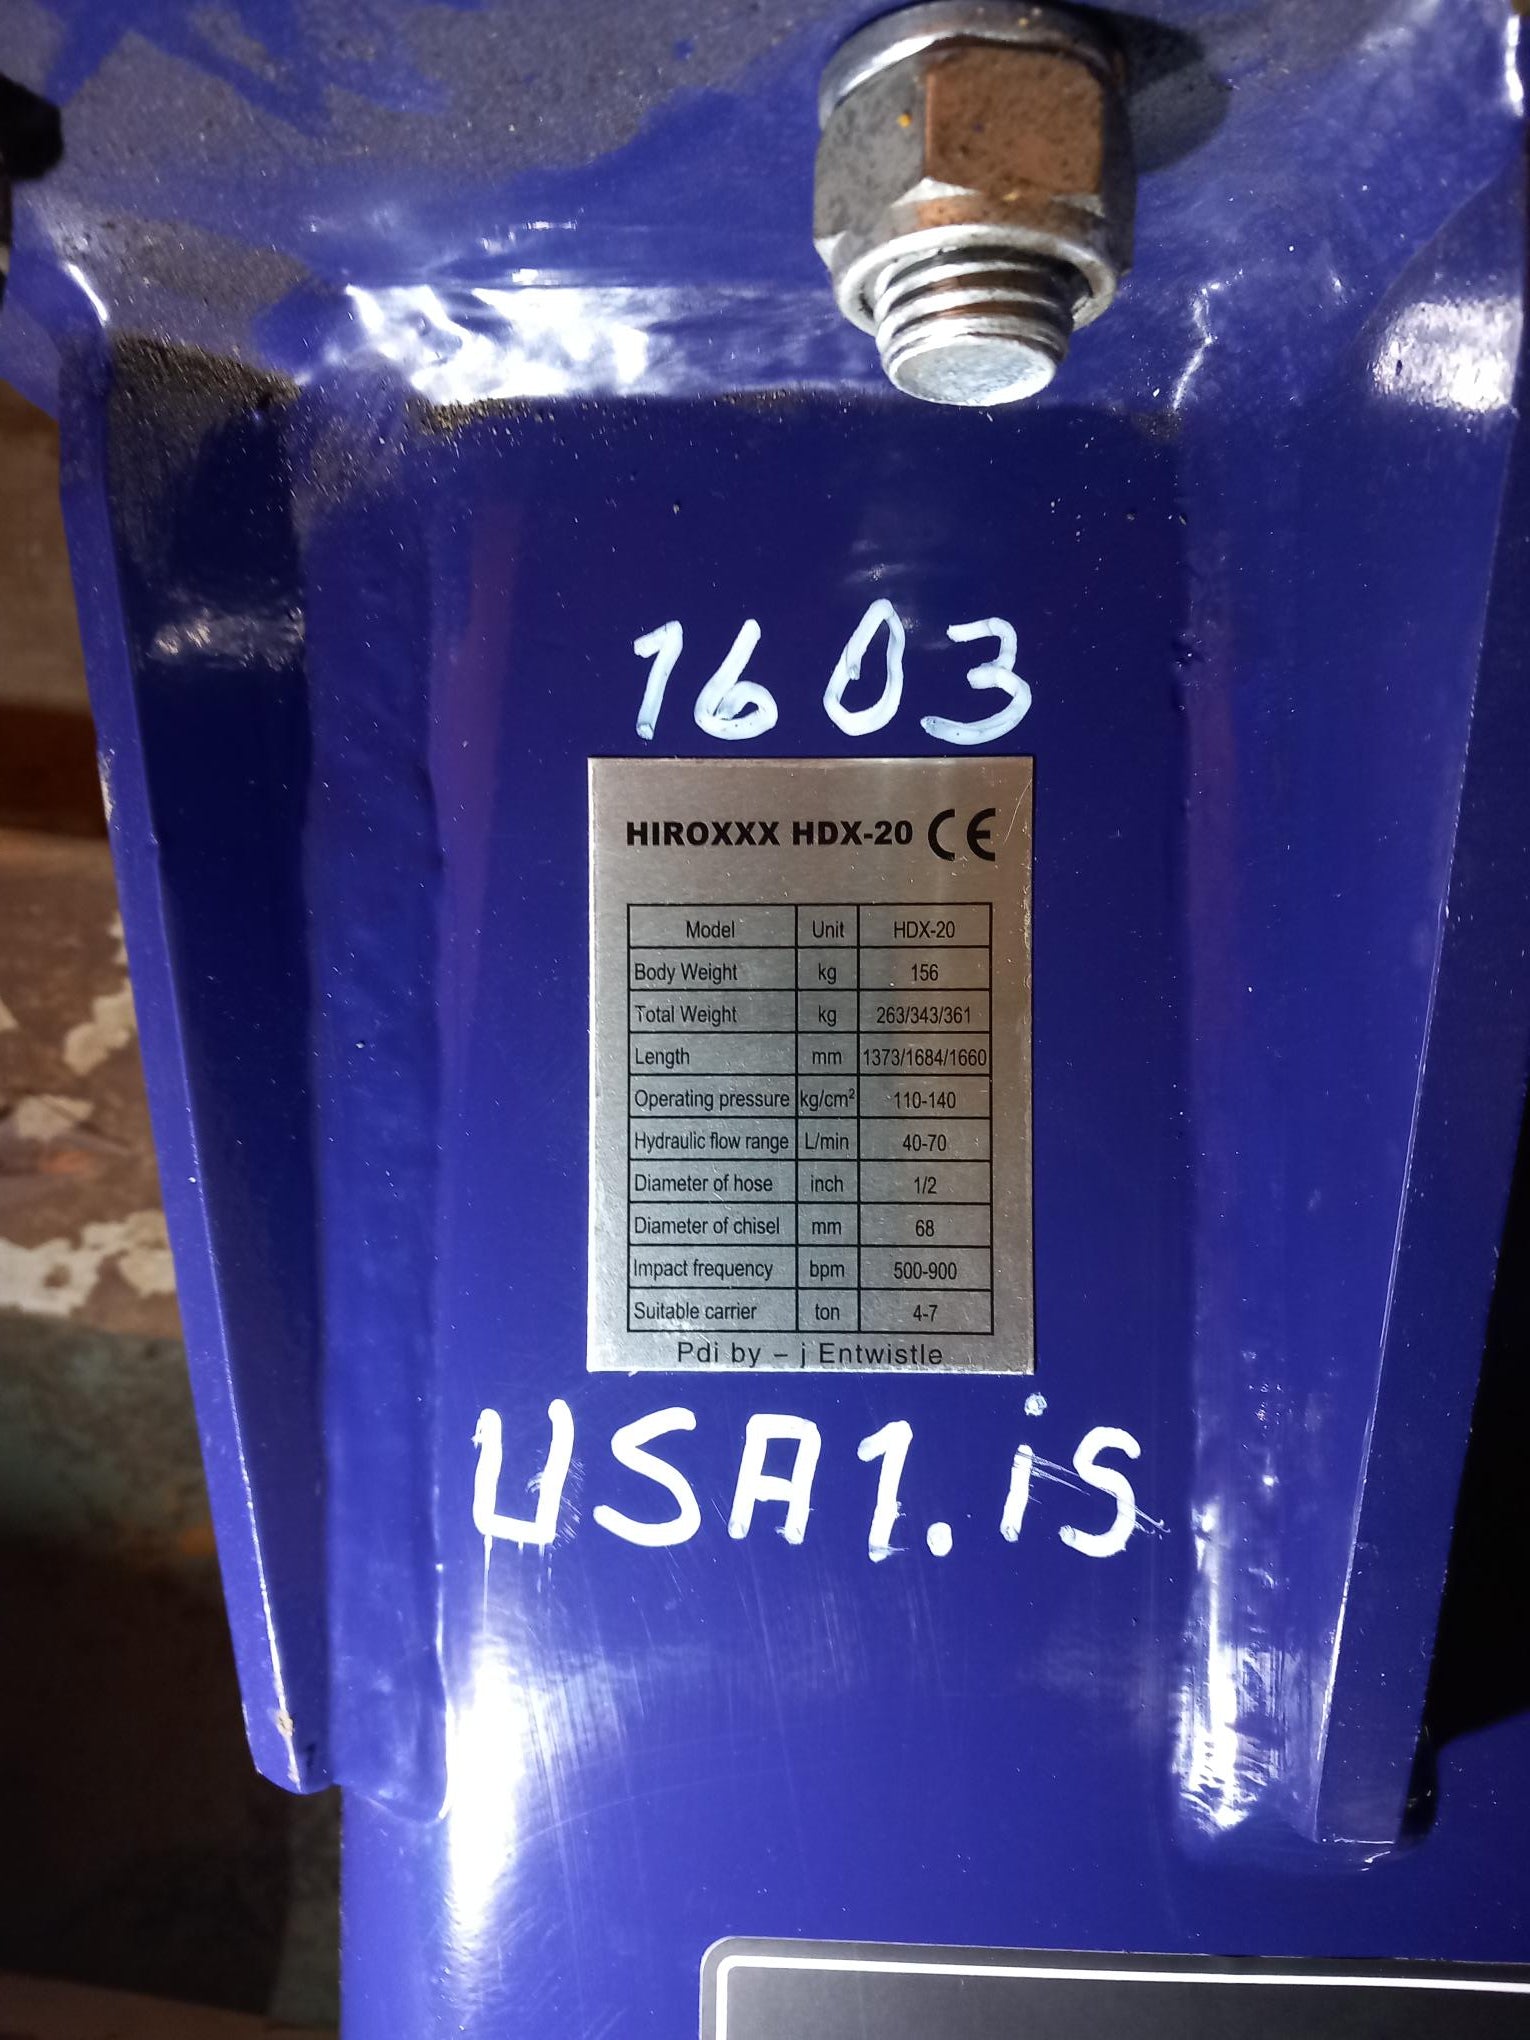 1603
HIROXXX HDX-20 CE
Model Unit HDX-20
Body Weight kg 156
Total Weight kg 263/343/361
Length mm 1373/1684/1660
Operating pressure kg/cm² 110-140
Hydraulic flow range L/min 40-70
Diameter of hose inch 1/2
Diameter of chisel mm 68
Impact frequency bpm 500-900
Suitable carrier ton 4-7
Pdi by – j Entwistle
USA1.iS